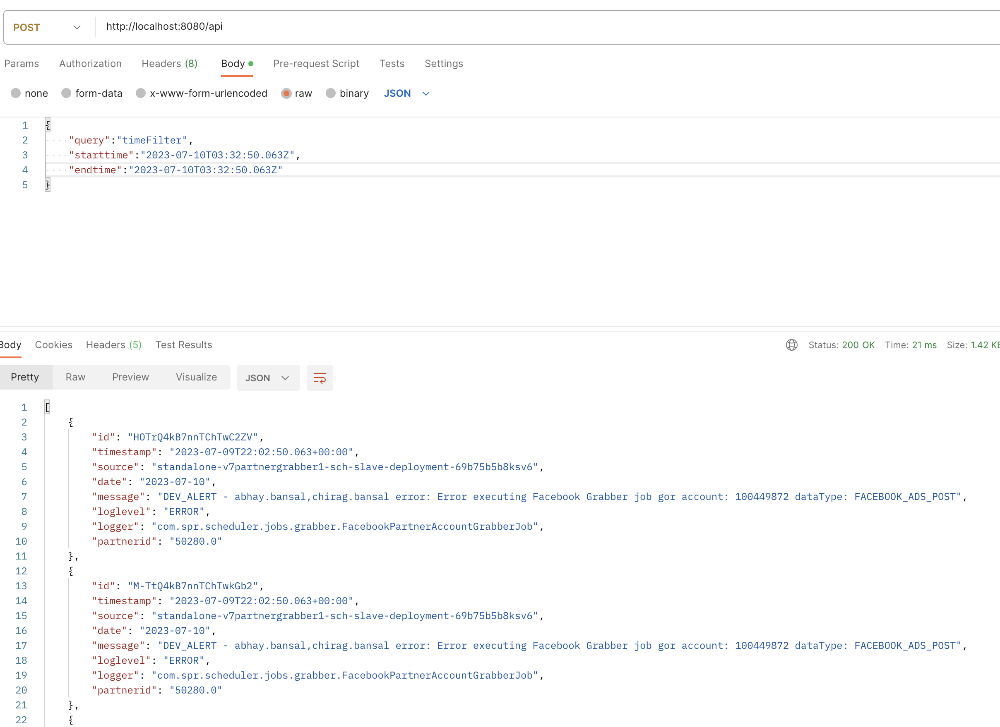 POST http://localhost:8080/api
Params Authorization Headers (8) Body Pre-request Script Tests Settings
none form-data x-www-form-urlencoded raw binary JSON
1 {
2 "query":"timeFilter",
3 "starttime":"2023-07-10T03:32:50.063Z",
4 "endtime":"2023-07-10T03:32:50.063Z"
5 }
Body Cookies Headers (5) Test Results Status: 200 OK Time: 21 ms Size: 1.42 KB
Pretty Raw Preview Visualize JSON
1 [
2 {
3 "id": "HOTrQ4kB7nnTChTwC2ZV",
4 "timestamp": "2023-07-09T22:02:50.063+00:00",
5 "source": "standalone-v7partnergrabber1-sch-slave-deployment-69b75b5b8ksv6",
6 "date": "2023-07-10",
7 "message": "DEV_ALERT - abhay.bansal,chirag.bansal error: Error executing Facebook Grabber job gor account: 100449872 dataType: FACEBOOK_ADS_POST",
8 "loglevel": "ERROR",
9 "logger": "com.spr.scheduler.jobs.grabber.FacebookPartnerAccountGrabberJob",
10 "partnerid": "50280.0"
11 },
12 {
13 "id": "M-TtQ4kB7nnTChTwkGb2",
14 "timestamp": "2023-07-09T22:02:50.063+00:00",
15 "source": "standalone-v7partnergrabber1-sch-slave-deployment-69b75b5b8ksv6",
16 "date": "2023-07-10",
17 "message": "DEV_ALERT - abhay.bansal,chirag.bansal error: Error executing Facebook Grabber job gor account: 100449872 dataType: FACEBOOK_ADS_POST",
18 "loglevel": "ERROR",
19 "logger": "com.spr.scheduler.jobs.grabber.FacebookPartnerAccountGrabberJob",
20 "partnerid": "50280.0"
21 },
22 {